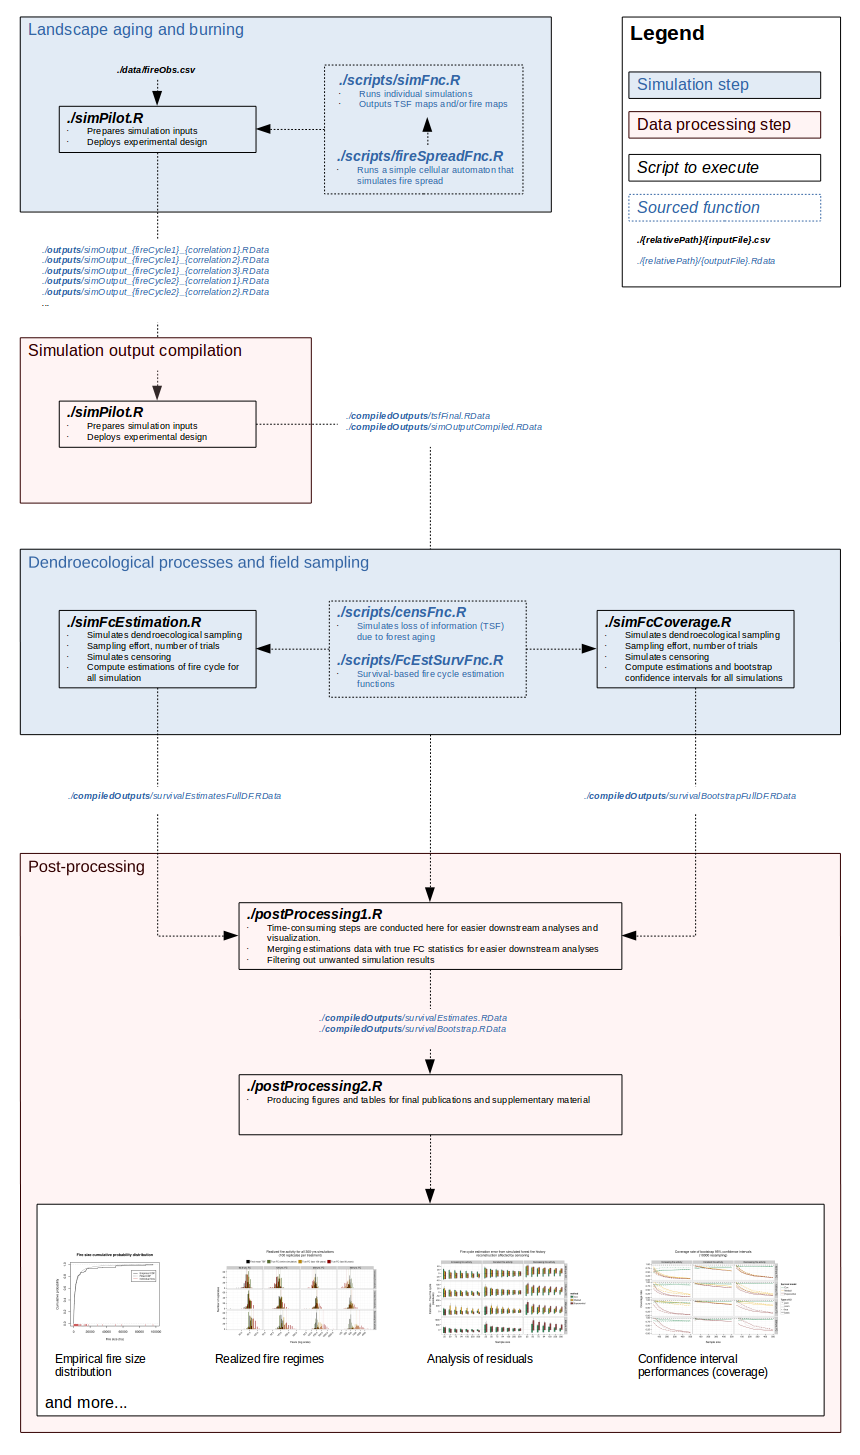 Landscape aging and burning
./data/fireObs.csv
./simPilot.R
· Prepares simulation inputs
· Deploys experimental design
./scripts/simFnc.R
· Runs individual simulations
· Outputs TSF maps and/or fire maps
./scripts/fireSpreadFnc.R
· Runs a simple cellular automaton that
simulates fire spread
Legend
Simulation step
Data processing step
Script to execute
Sourced function
./{relativePath}/{inputFile}.csv
./{relativePath}/{outputFile}.Rdata
./outputs/simOutput_{fireCycle1}_{correlation1}.RData
./outputs/simOutput_{fireCycle1}_{correlation2}.RData
./outputs/simOutput_{fireCycle1}_{correlation3}.RData
./outputs/simOutput_{fireCycle2}_{correlation1}.RData
./outputs/simOutput_{fireCycle2}_{correlation2}.RData
...
Simulation output compilation
./simPilot.R
· Prepares simulation inputs
· Deploys experimental design
./compiledOutputs/tsfFinal.RData
./compiledOutputs/simOutputCompiled.RData
Dendroecological processes and field sampling
./simFcEstimation.R
· Simulates dendroecological sampling
· Sampling effort, number of trials
· Simulates censoring
· Compute estimations of fire cycle for
all simulation
./scripts/censFnc.R
· Simulates loss of information (TSF)
due to forest aging
./scripts/FcEstSurvFnc.R
· Survival-based fire cycle estimation
functions
./simFcCoverage.R
· Simulates dendroecological sampling
· Sampling effort, number of trials
· Simulates censoring
· Compute estimations and bootstrap
confidence intervals for all simulations
./compiledOutputs/survivalEstimatesFullDF.RData
./compiledOutputs/survivalBootstrapFullDF.RData
Post-processing
./postProcessing1.R
· Time-consuming steps are conducted here for easier downstream analyses and
visualization.
· Merging estimations data with true FC statistics for easier downstream analyses
· Filtering out unwanted simulation results
./compiledOutputs/survivalEstimates.RData
./compiledOutputs/survivalBootstrap.RData
./postProcessing2.R
· Producing figures and tables for final publications and supplementary material
Fire size cumulative probability distribution
Empirical fire size
distribution
Realized fire regimes
Analysis of residuals
Confidence interval
performances (coverage)
and more...